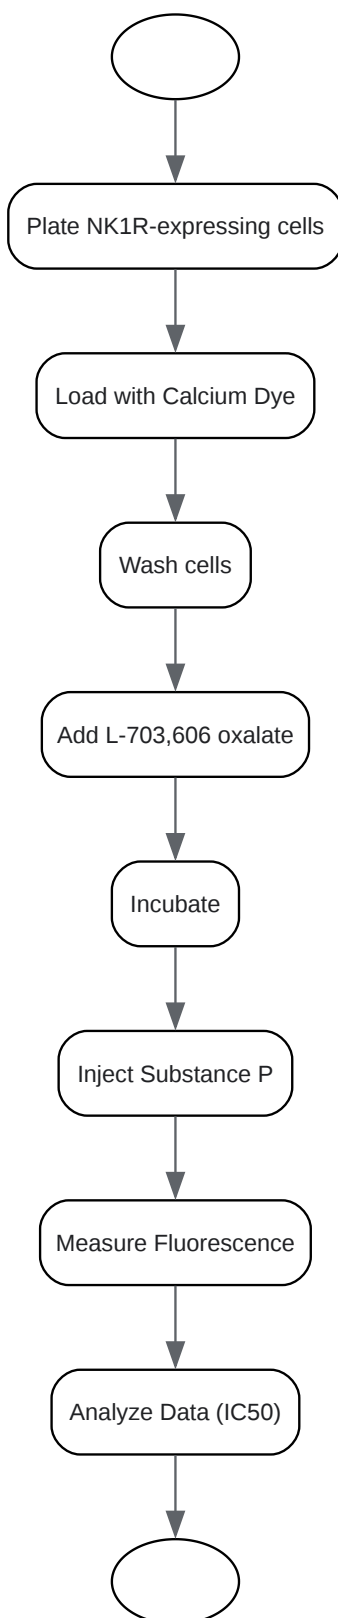 Plate NK1R-expressing cells
Load with Calcium Dye
Wash cells
Add L-703,606 oxalate
Incubate
Inject Substance P
Measure Fluorescence
Analyze Data (IC50)